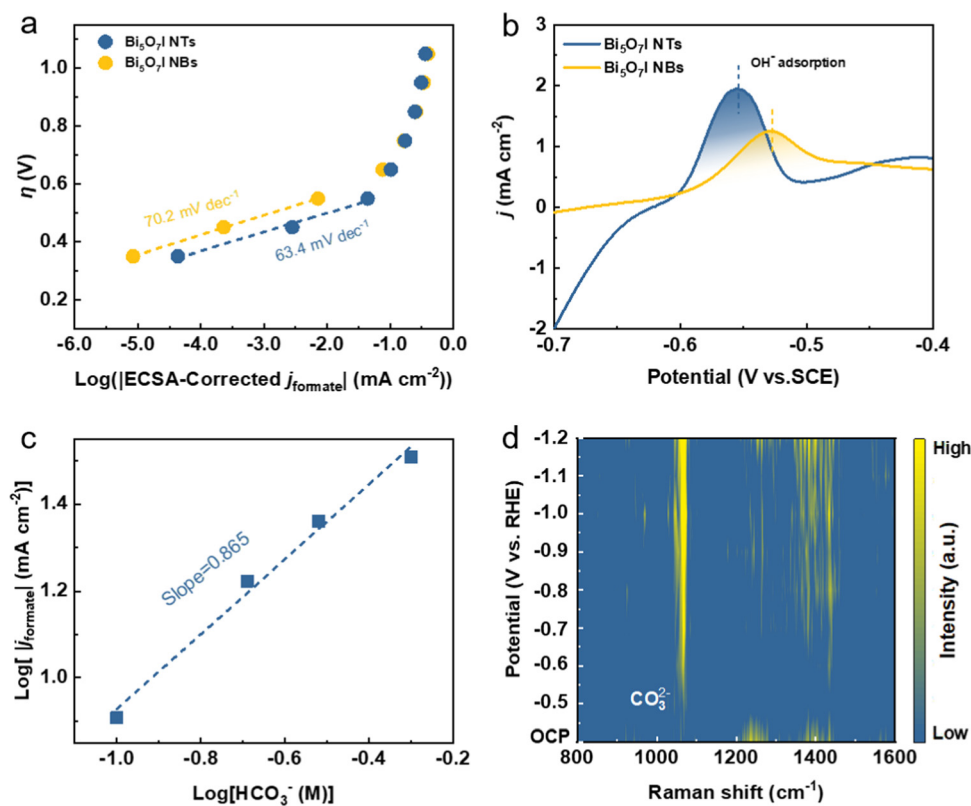 a
Bi₅O₇I NTs
Bi₅O₇I NBs
70.2 mV dec⁻¹
63.4 mV dec⁻¹
η (V)
1.0
0.8
0.6
0.4
0.2
-6.0 -5.0 -4.0 -3.0 -2.0 -1.0 0.0
Log(|ECSA-Corrected j formate| (mA cm⁻²))
b
Bi₅O₇I NTs
Bi₅O₇I NBs
OH⁻ adsorption
j (mA cm⁻²)
3
2
1
0
-1
-2
-0.7 -0.6 -0.5 -0.4
Potential (V vs.SCE)
c
Slope=0.865
Log[ |j formate| (mA cm⁻²)]
1.4
1.2
1.0
-1.0 -0.8 -0.6 -0.4 -0.2
Log[HCO₃⁻ (M)]
d
CO₃²⁻
Potential (V vs. RHE)
-1.2
-1.1
-1.0
-0.9
-0.8
-0.7
-0.6
-0.5
OCP
800 1000 1200 1400 1600
Raman shift (cm⁻¹)
High
Intensity (a.u.)
Low